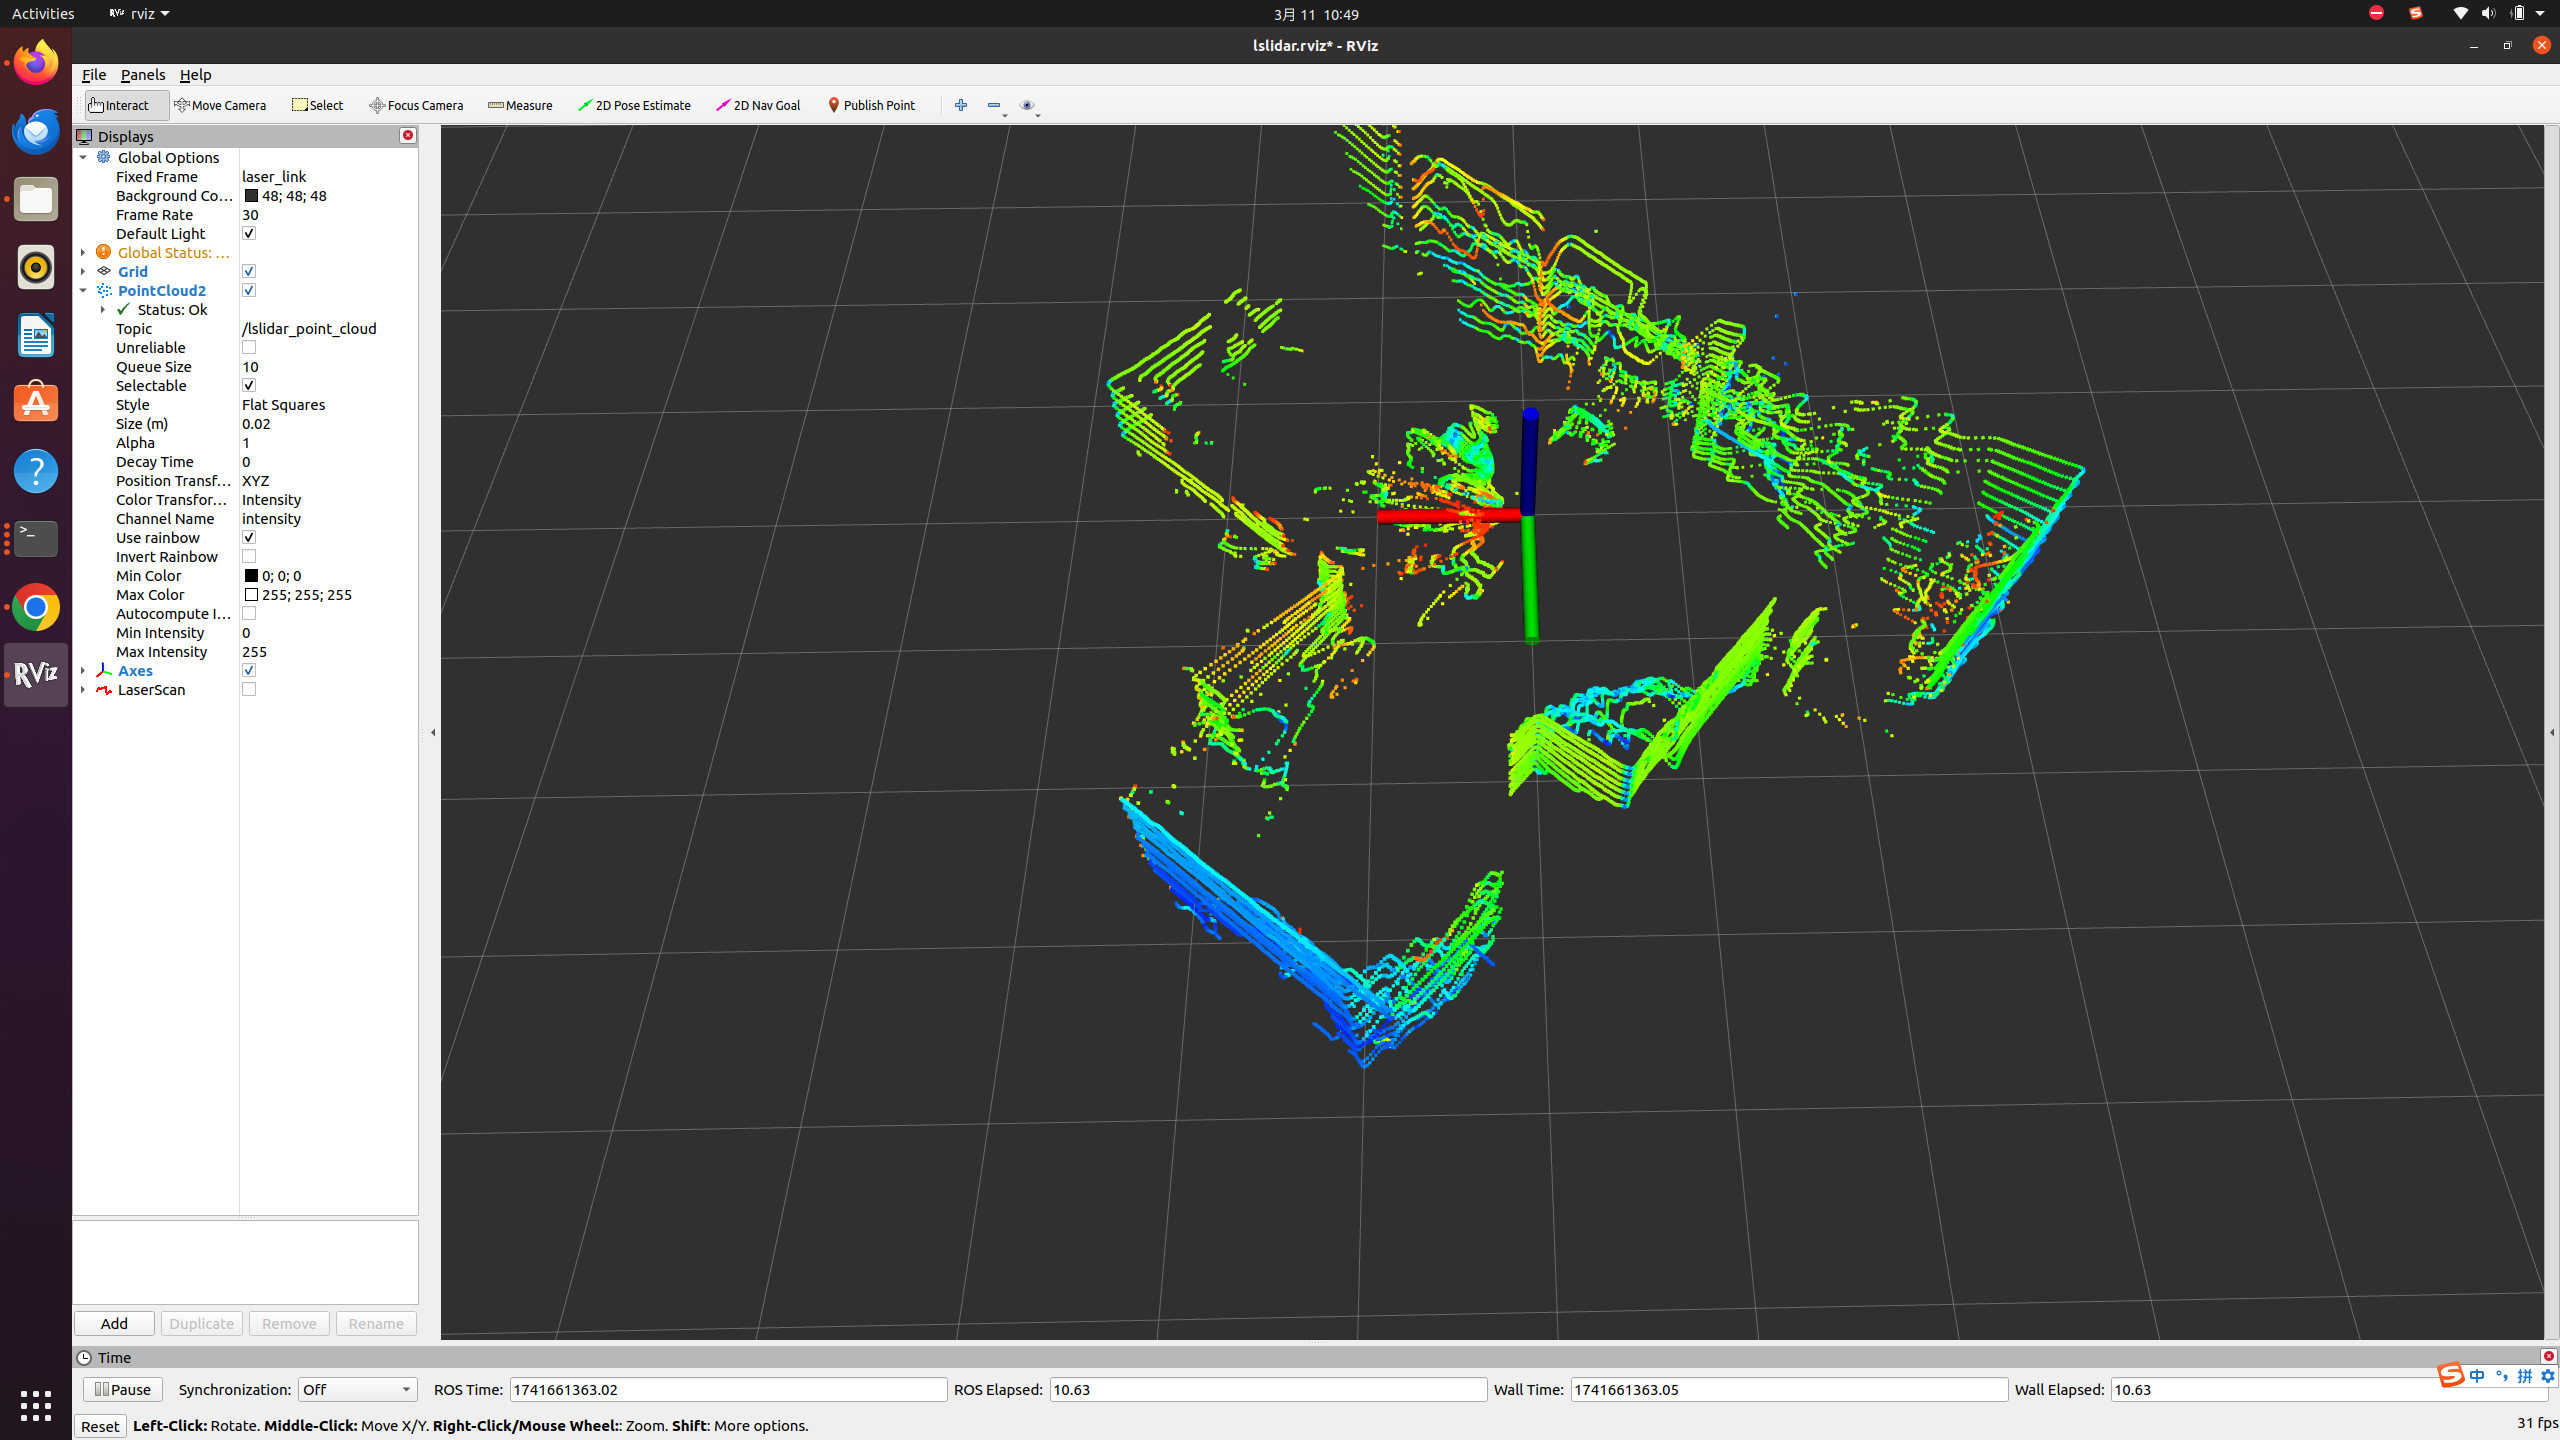 Activities
RViz rviz
3月 11 10:49
lslidar.rviz* - RViz
File Panels Help
Interact Move Camera Select Focus Camera Measure 2D Pose Estimate 2D Nav Goal Publish Point
Displays
Global Options
Fixed Frame laser_link
Background Co... 48; 48; 48
Frame Rate 30
Default Light
Global Status: ...
Grid
PointCloud2
Status: Ok
Topic /lslidar_point_cloud
Unreliable
Queue Size 10
Selectable
Style Flat Squares
Size (m) 0.02
Alpha 1
Decay Time 0
Position Transf... XYZ
Color Transfor... Intensity
Channel Name intensity
Use rainbow
Invert Rainbow
Min Color 0; 0; 0
Max Color 255; 255; 255
Autocompute I...
Min Intensity 0
Max Intensity 255
Axes
LaserScan
RViz
Add Duplicate Remove Rename
Time
Pause Synchronization: Off ROS Time: 1741661363.02 ROS Elapsed: 10.63 Wall Time: 1741661363.05 Wall Elapsed: 10.63
中 拼
Reset Left-Click: Rotate. Middle-Click: Move X/Y. Right-Click/Mouse Wheel:: Zoom. Shift: More options.
31 fps